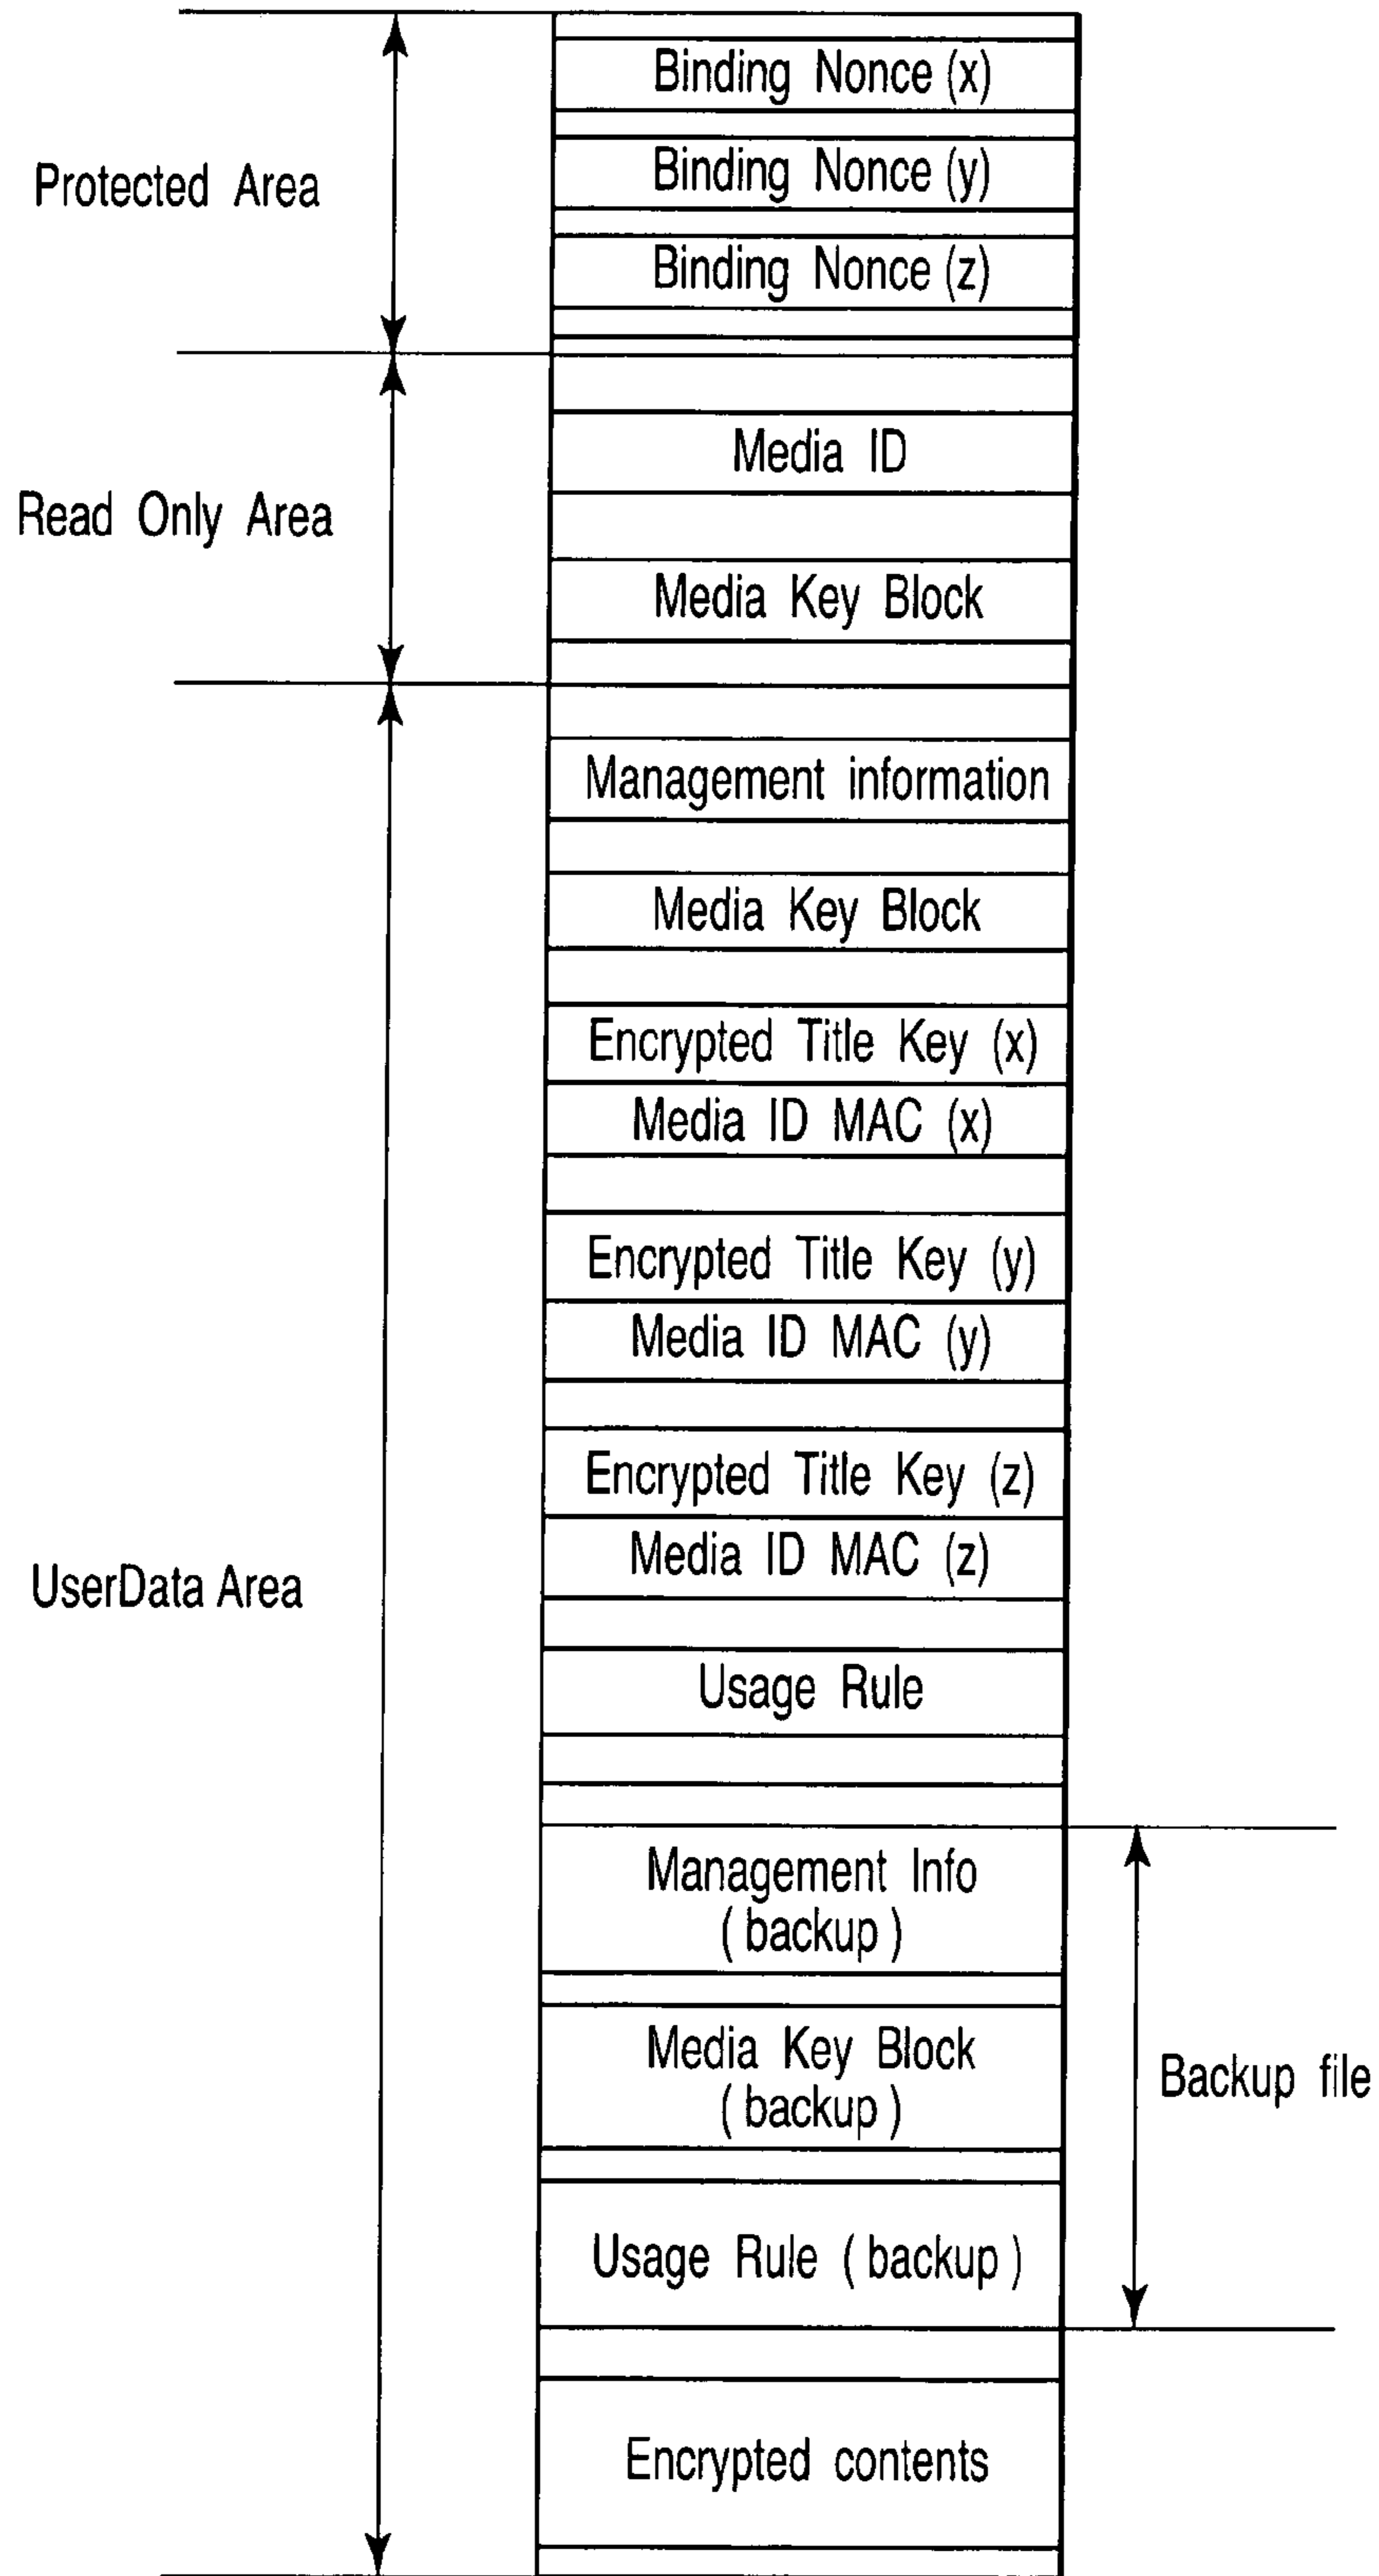 Binding Nonce (x)
Protected Area
Binding Nonce (y)
Binding Nonce (z)
Media ID
Read Only Area
Media Key Block
Management information
Media Key Block
Encrypted Title Key (x)
Media ID MAC (x)
Encrypted Title Key (y)
Media ID MAC (y)
Encrypted Title Key (z)
Media ID MAC (z)
UserData Area
Usage Rule
Management Info
(backup)
Media Key Block
(backup)
Backup file
Usage Rule (backup)
Encrypted contents